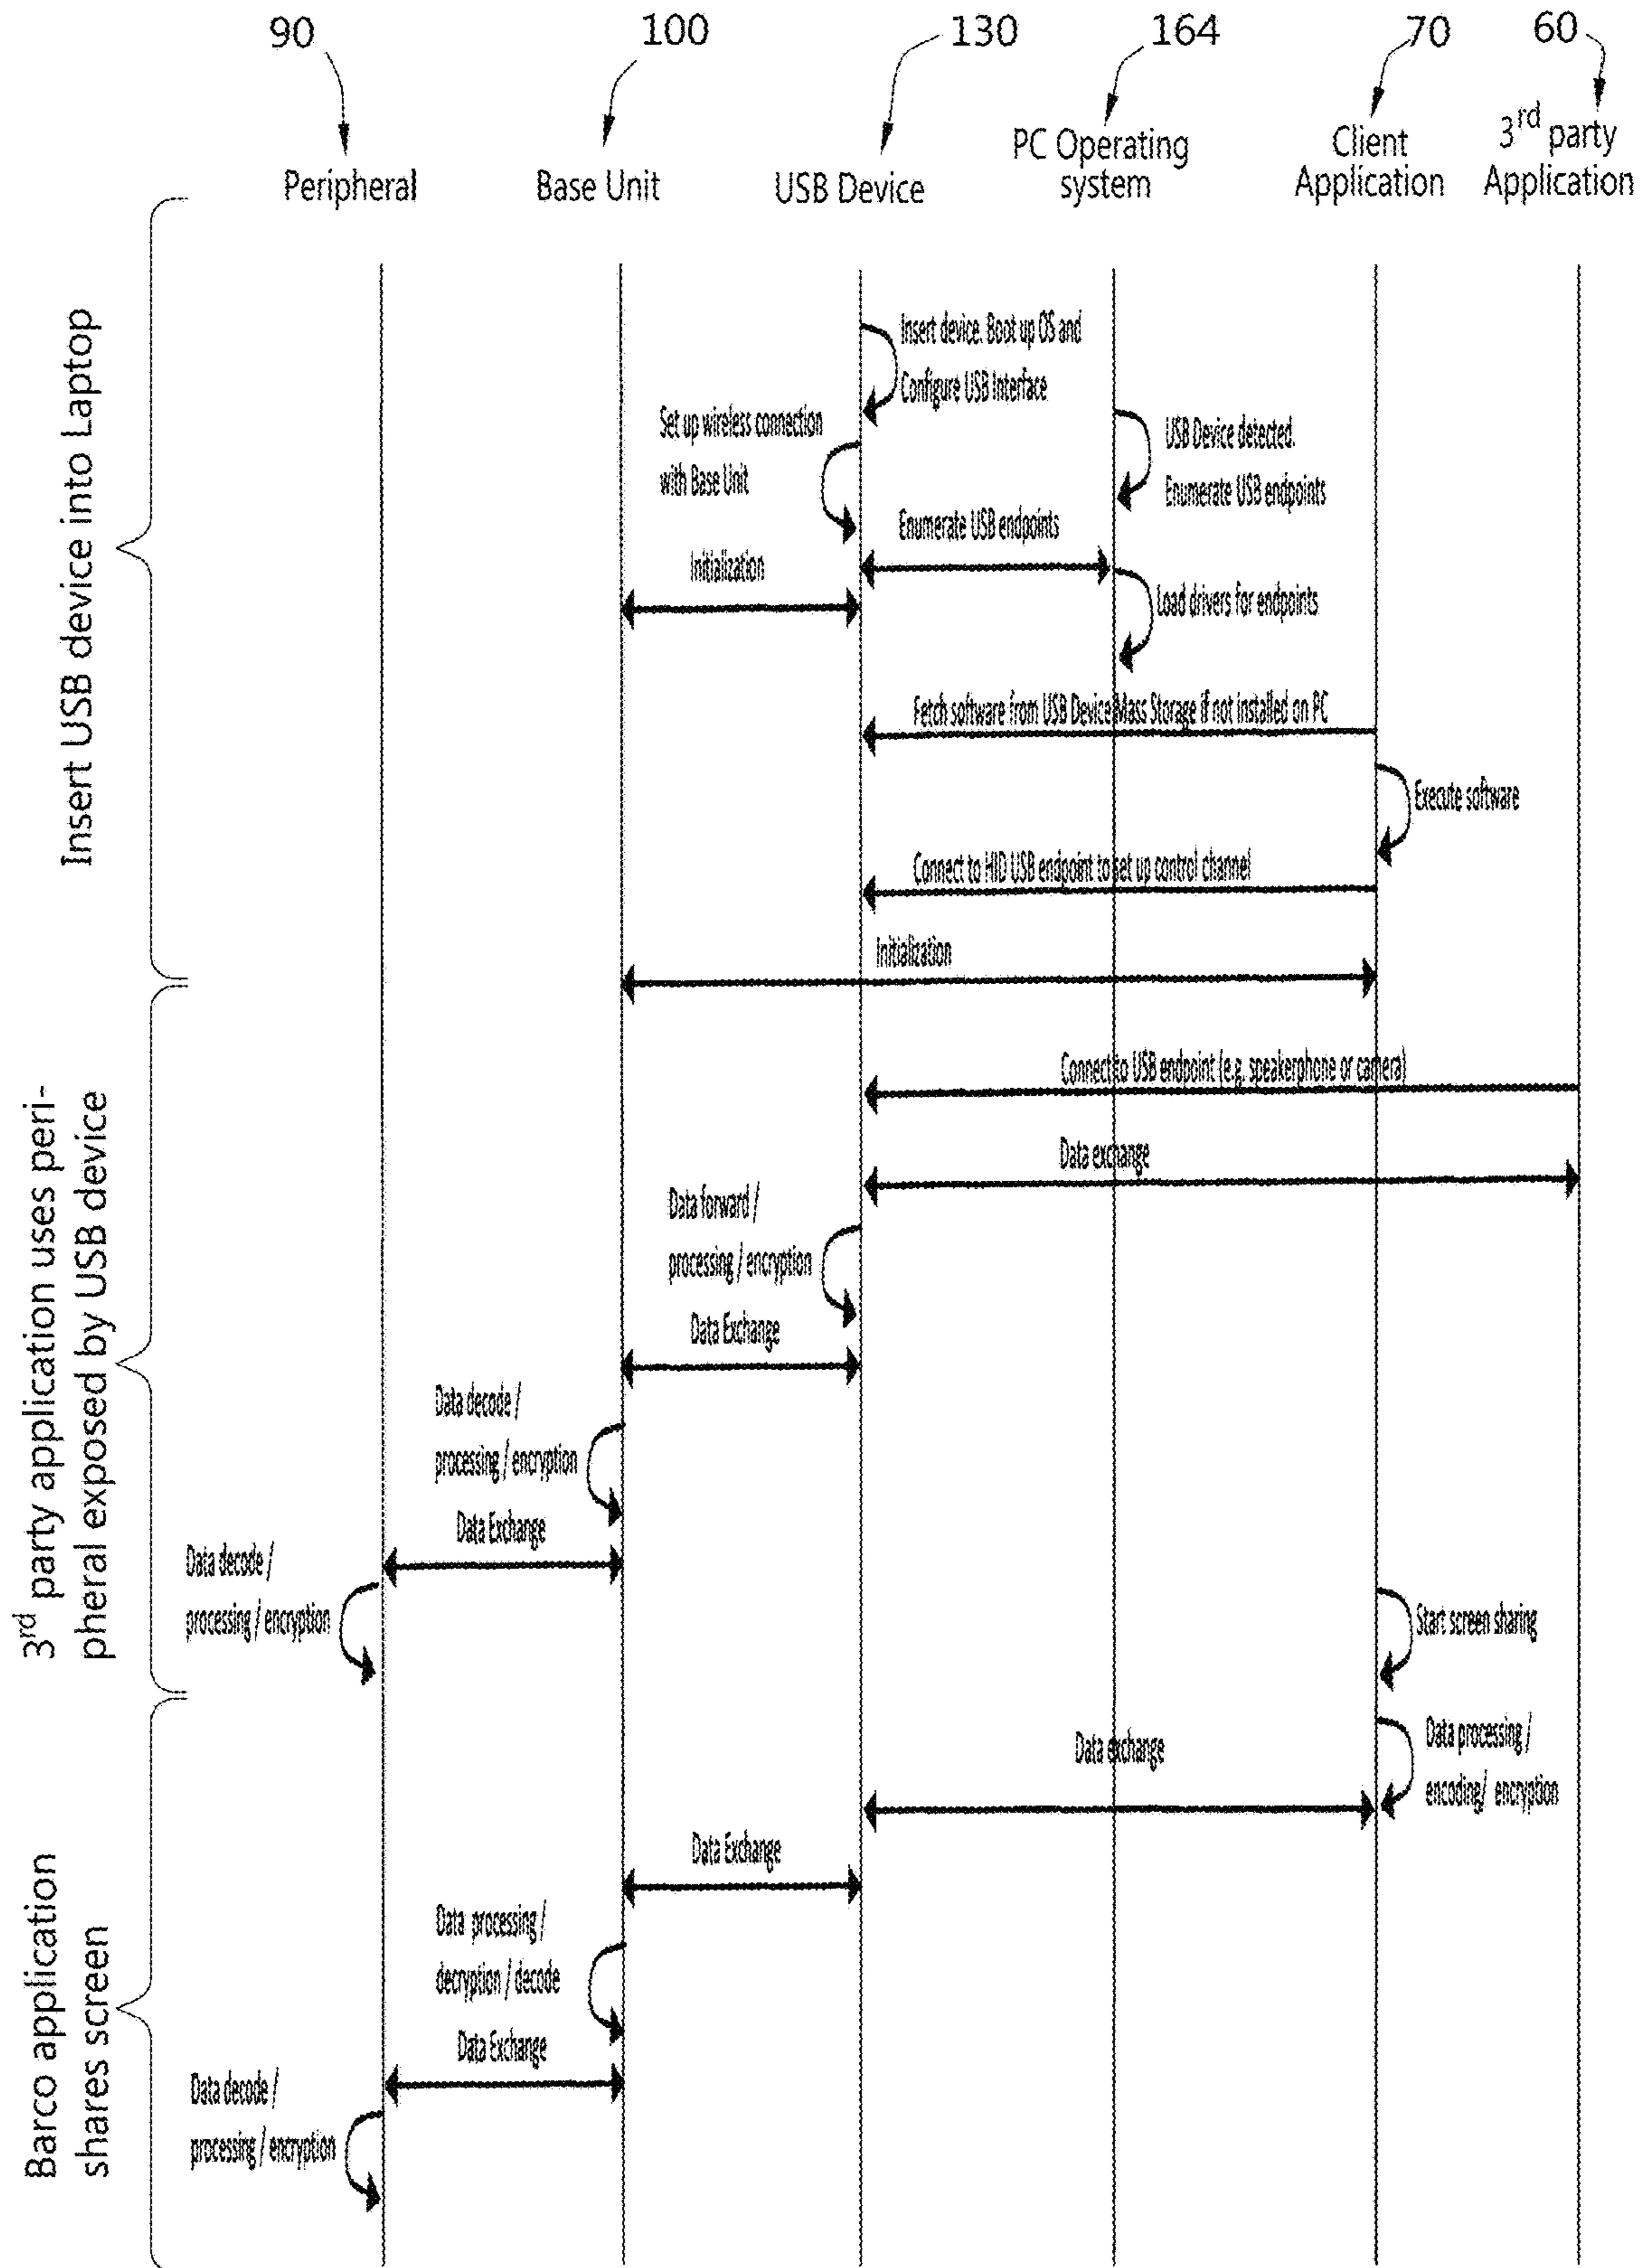 90
100
130
164
70
60
Peripheral
Base Unit
USB Device
PC Operating
system
Client
Application
3rd party
Application
Insert USB device into Laptop
Insert device. Boot up OS and
Configure USB Interface
Set up wireless connection
with Base Unit
USB Device detected.
Enumerate USB endpoints
Enumerate USB endpoints
Initialization
Load drivers for endpoints
Fetch software from USB Device Mass Storage if not installed on PC
Execute software
Connect to HID USB endpoint to set up control channel
Initialization
3rd party application uses peri-
pheral exposed by USB device
Connect to USB endpoint (e.g. speakerphone or camera)
Data exchange
Data forward /
processing / encryption
Data Exchange
Data decode /
processing / encryption
Data Exchange
Data decode /
processing / encryption
Start screen sharing
Barco application
shares screen
Data processing /
encoding/ encryption
Data exchange
Data Exchange
Data processing /
decryption / decode
Data Exchange
Data decode /
processing / encryption